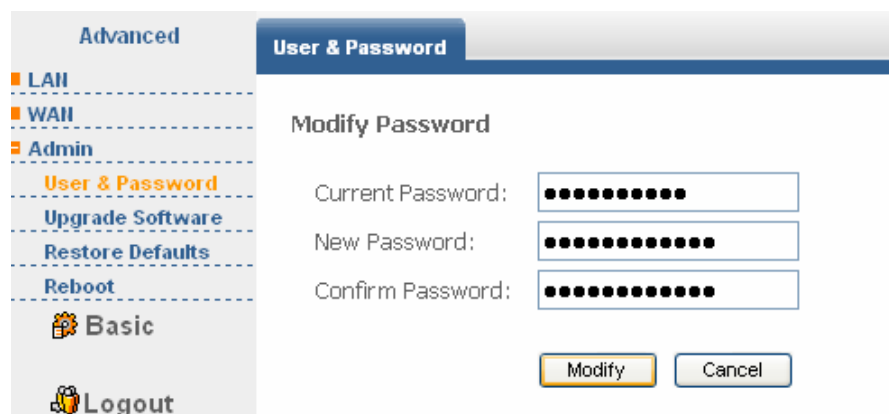 Advanced
LAN
WAN
Admin
User & Password
Upgrade Software
Restore Defaults
Reboot
Basic
Logout
User & Password
Modify Password
Current Password: ●●●●●●●●●●
New Password: ●●●●●●●●●●●●
Confirm Password: ●●●●●●●●●●●●
Modify Cancel